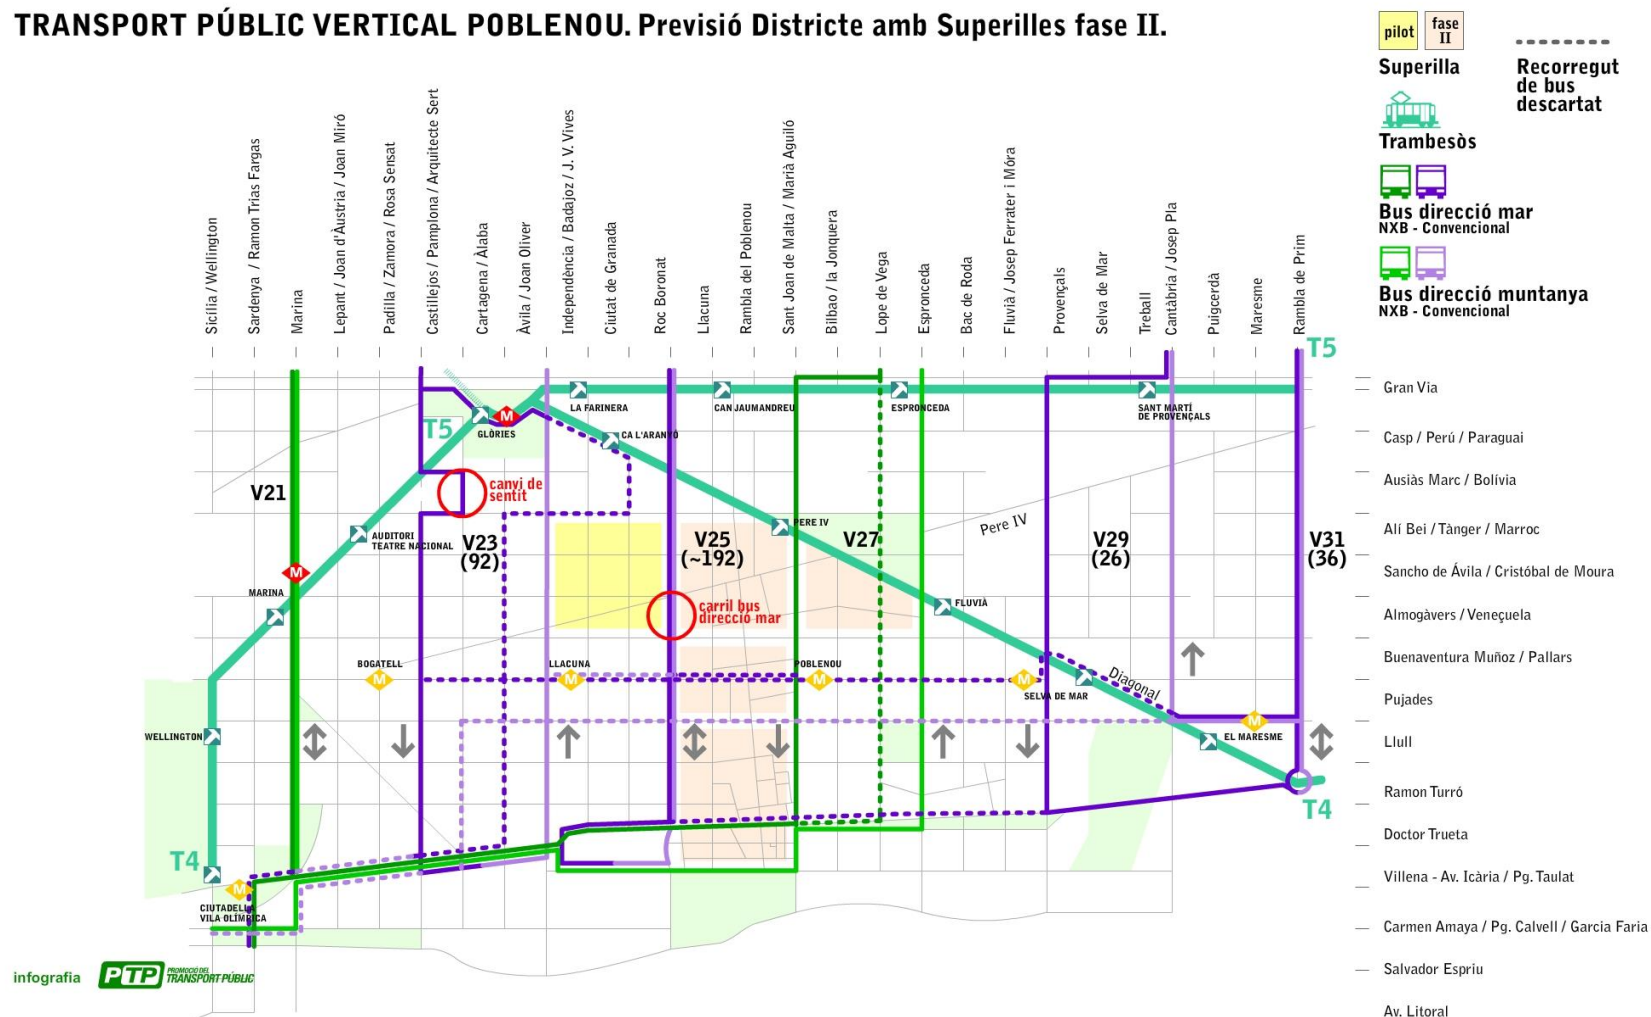 TRANSPORT PÚBLIC VERTICAL POBLENOU. Previsió Districte amb Superilles fase II.
pilot
fase
II
Superilla
Recorregut
de bus
descartat
Trambesòs
Bus direcció mar
NXB - Convencional
Bus direcció muntanya
NXB - Convencional
Sicília / Wellington
Sardenya / Ramon Trias Fargas
Marina
Lepant / Joan d'Àustria / Joan Miró
Padilla / Zamora / Rosa Sensat
Castillejos / Pamplona / Arquitecte Sert
Cartagena / Àlaba
Àvila / Joan Oliver
Independència / Badajoz / J. V. Vives
Ciutat de Granada
Roc Boronat
Llacuna
Rambla del Poblenou
Sant Joan de Malta / Marià Aguiló
Bilbao / la Jonquera
Lope de Vega
Espronceda
Bac de Roda
Fluvià / Josep Ferrater i Móra
Provençals
Selva de Mar
Treball
Cantàbria / Josep Pla
Puigcerdà
Maresme
Rambla de Prim
T5
Gran Via
LA FARINERA
CAN JAUMANDREU
ESPRONCEDA
SANT MARTÍ
DE PROVENÇALS
T5
M
GLÒRIES
CA L'ARANYÓ
Casp / Perú / Paraguai
V21
canvi de
sentit
Ausiàs Marc / Bolívia
AUDITORI
TEATRE NACIONAL
V23
(92)
V25
(~192)
PERE IV
V27
Pere IV
V29
(26)
V31
(36)
Alí Bei / Tànger / Marroc
M
MARINA
Sancho de Ávila / Cristóbal de Moura
carril bus
direcció mar
FLUVIÀ
Almogàvers / Veneçuela
BOGATELL
M
LLACUNA
M
POBLENOU
M
M
SELVA DE MAR
Diagonal
Buenaventura Muñoz / Pallars
Pujades
WELLINGTON
M
EL MARESME
Llull
T4
Ramon Turró
Doctor Trueta
T4
M
CIUTADELLA
VILA OLÍMPICA
Villena - Av. Icària / Pg. Taulat
Carmen Amaya / Pg. Calvell / Garcia Faria
Salvador Espriu
Av. Litoral
infografia
PTP
PROMOCIÓ DEL
TRANSPORT PÚBLIC